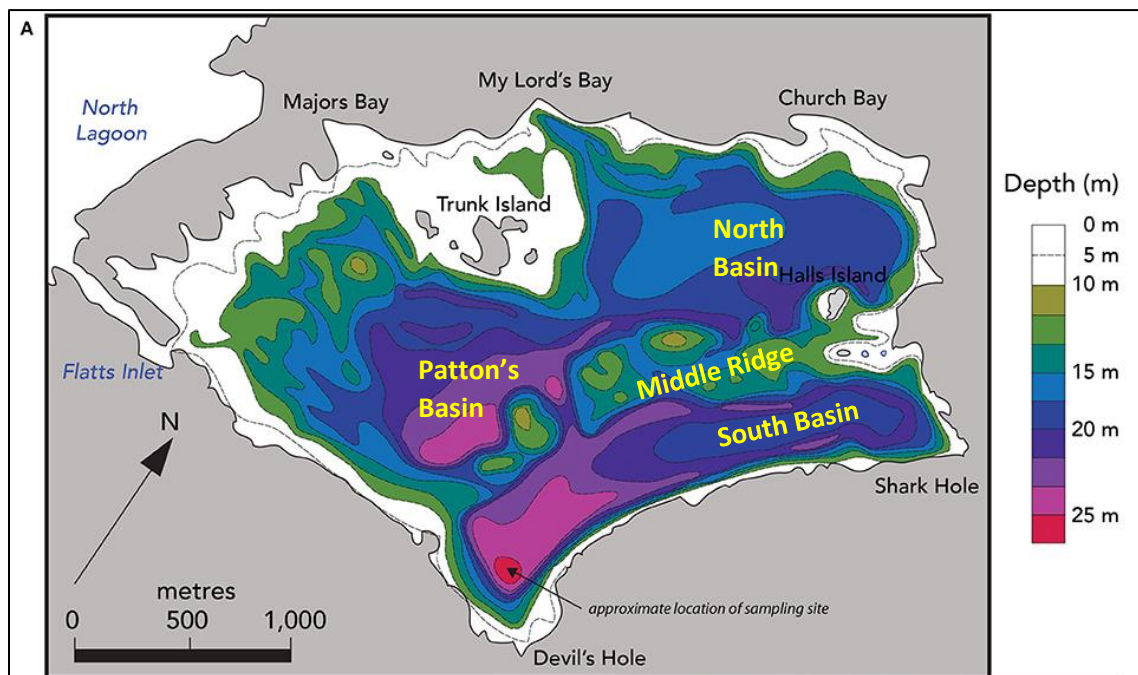 A
North
Lagoon
Majors Bay
My Lord's Bay
Church Bay
Depth (m)
0 m
5 m
10 m
15 m
20 m
25 m
Trunk Island
North
Basin
Halls Island
Flatts Inlet
Patton's
Basin
Middle Ridge
South Basin
N
Shark Hole
metres
0 500 1,000
approximate location of sampling site
Devil's Hole